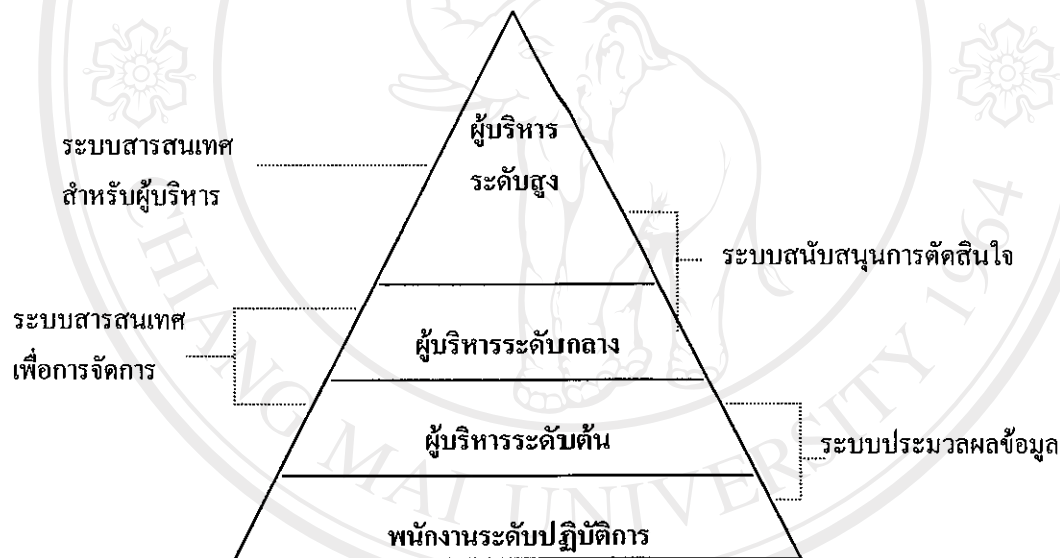 ผู้บริหาร
ระดับสูง
ระบบสารสนเทศ
สำหรับผู้บริหาร
ระบบสนับสนุนการตัดสินใจ
ระบบสารสนเทศ
เพื่อการจัดการ
ผู้บริหารระดับกลาง
ผู้บริหารระดับต้น
ระบบประมวลผลข้อมูล
พนักงานระดับปฏิบัติการ
CHIANG MAI UNIVERSITY 1964